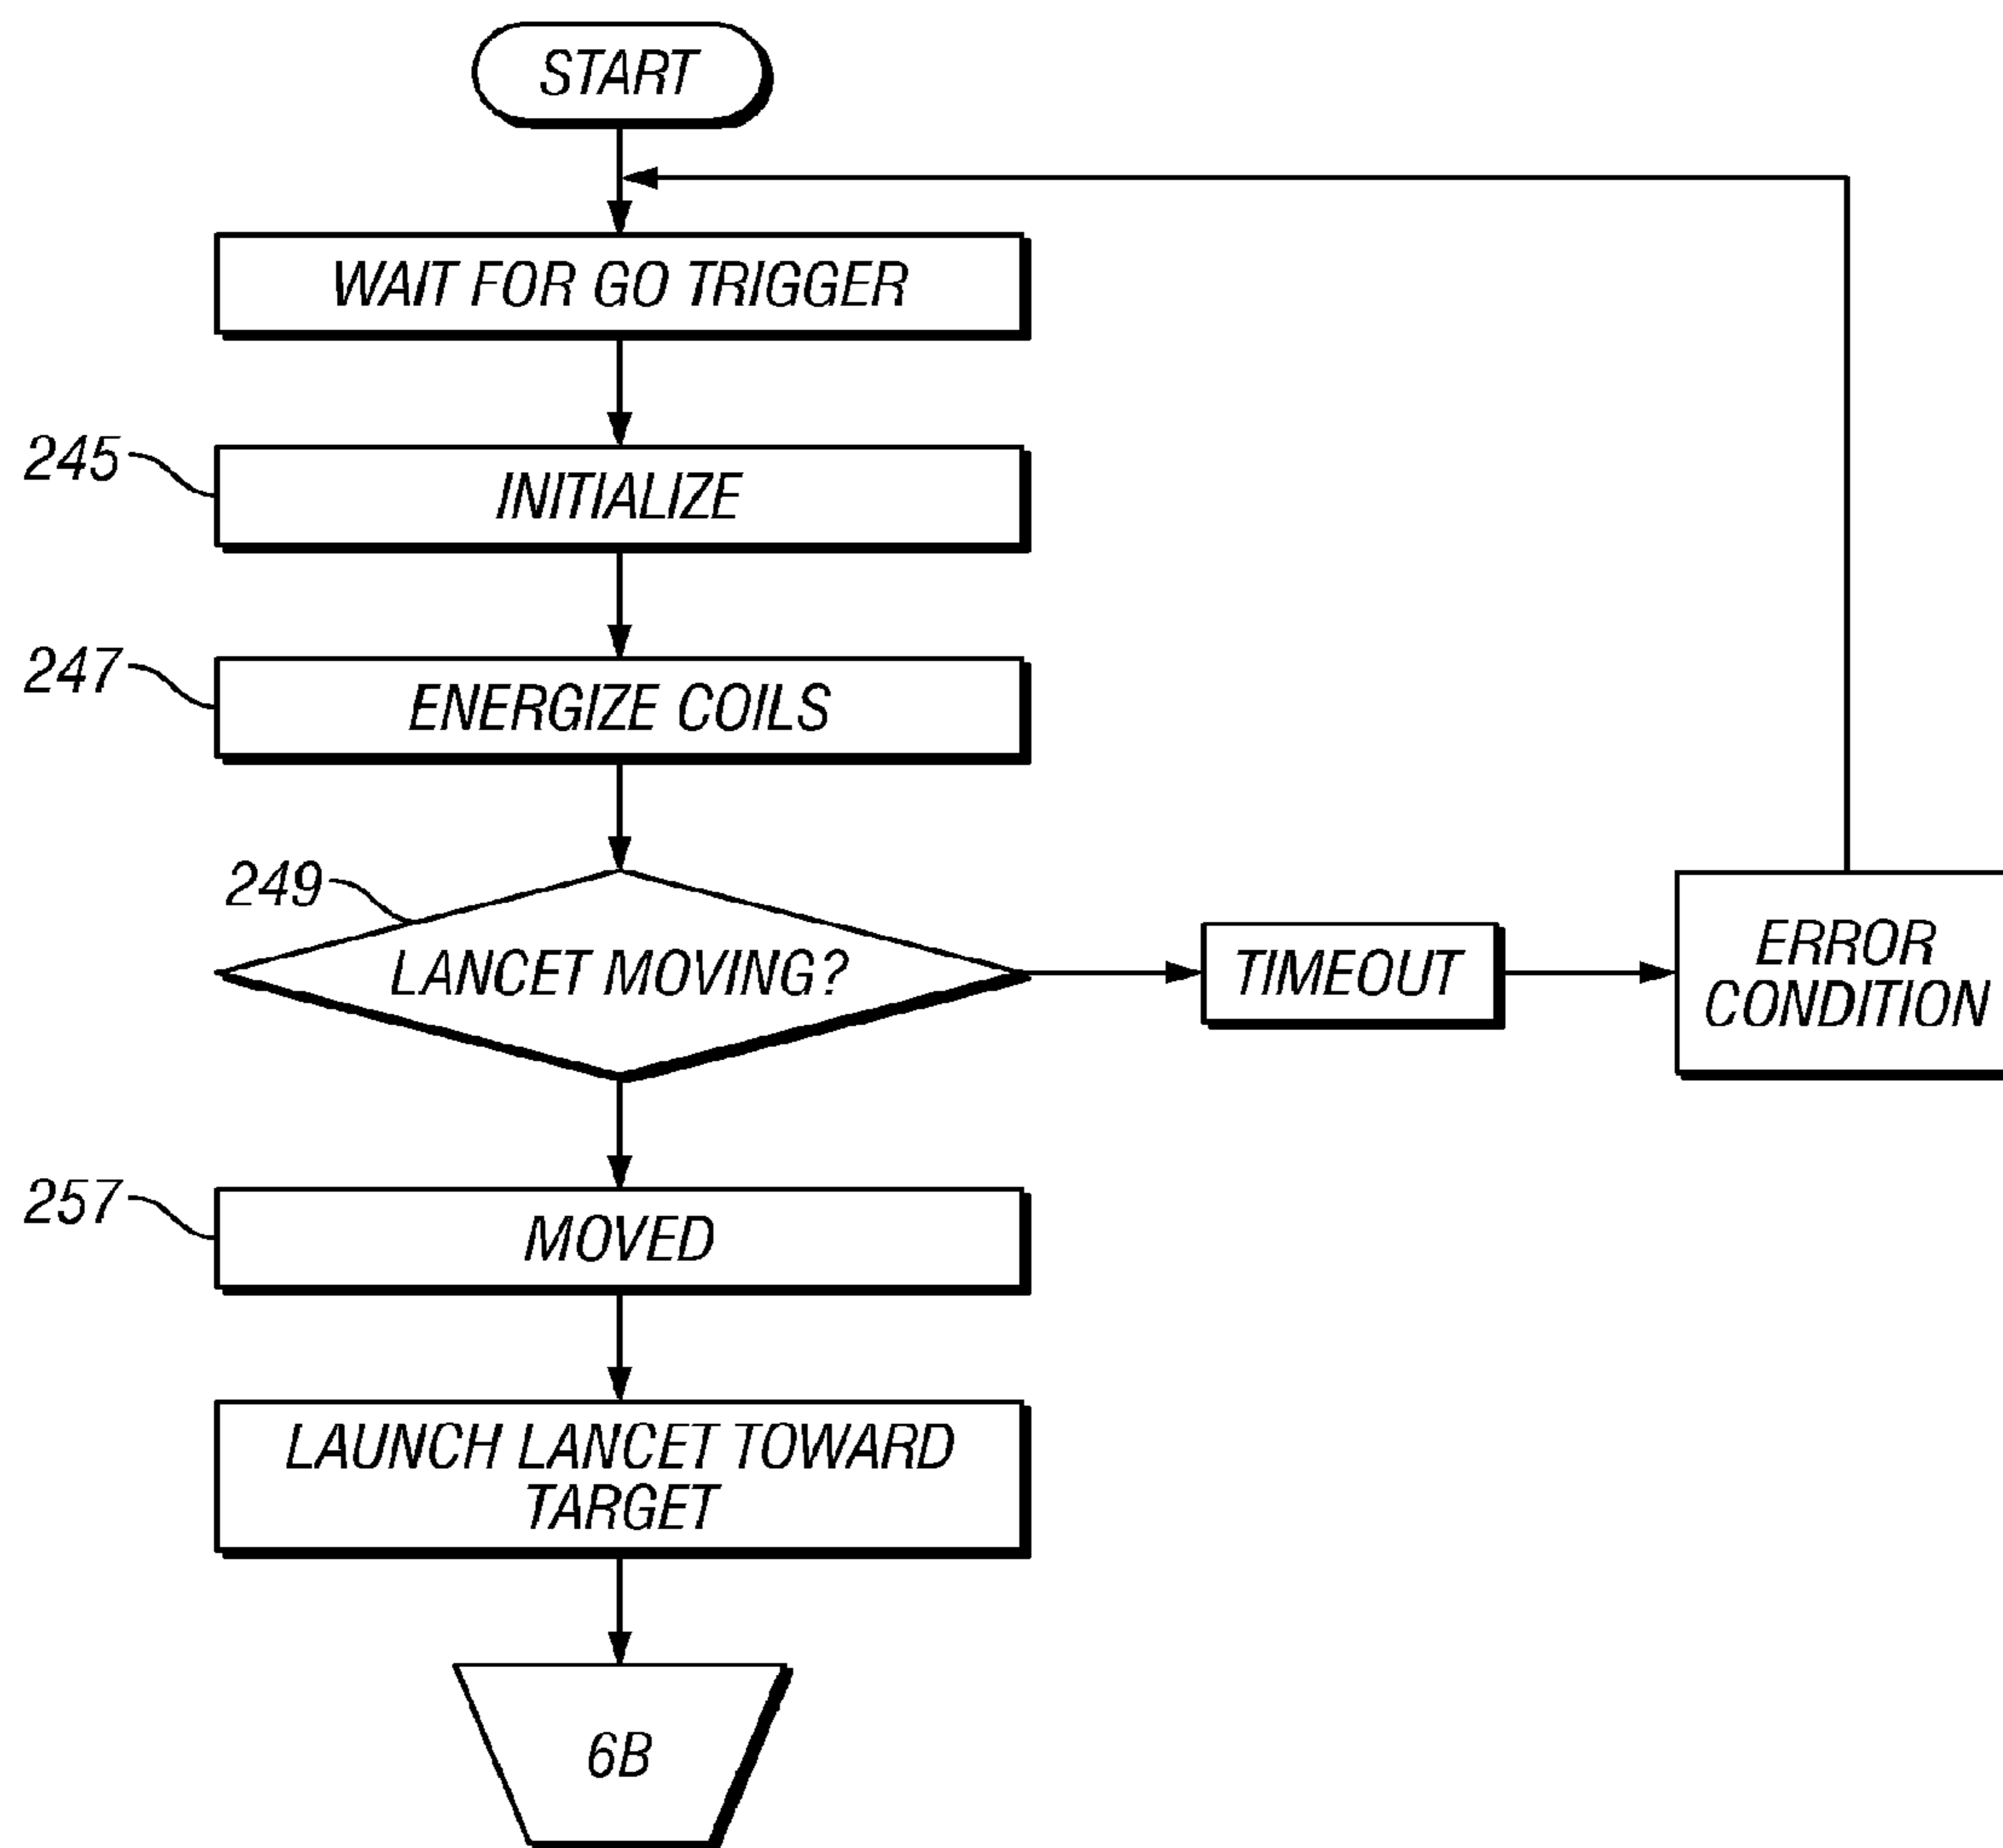 START
WAIT FOR GO TRIGGER
245
INITIALIZE
247
ENERGIZE COILS
249
LANCET MOVING?
TIMEOUT
ERROR
CONDITION
257
MOVED
LAUNCH LANCET TOWARD
TARGET
6B